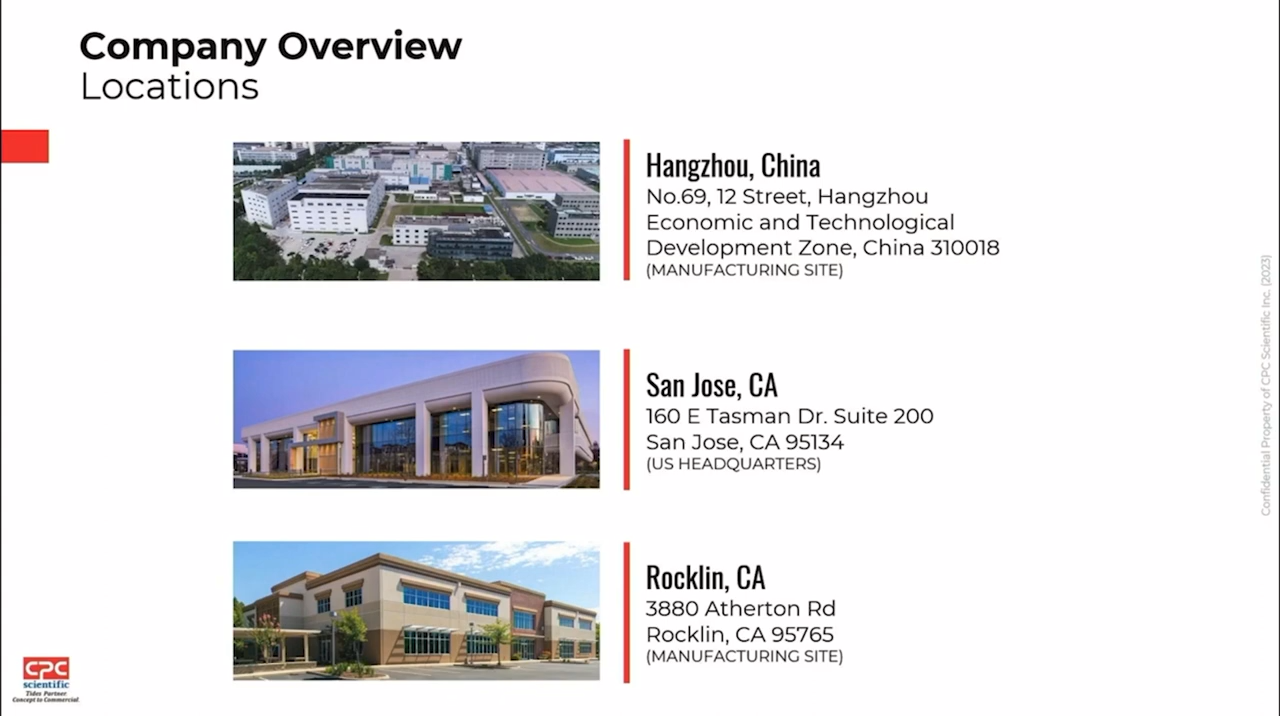 Company Overview
Locations
Hangzhou, China
No.69, 12 Street, Hangzhou
Economic and Technological
Development Zone, China 310018
(MANUFACTURING SITE)
San Jose, CA
160 E Tasman Dr. Suite 200
San Jose, CA 95134
(US HEADQUARTERS)
Rocklin, CA
3880 Atherton Rd
Rocklin, CA 95765
(MANUFACTURING SITE)
Confidential Property of CPC Scientific Inc. (2023)
CPC
scientific
Tides Partner
Concept to Commercial